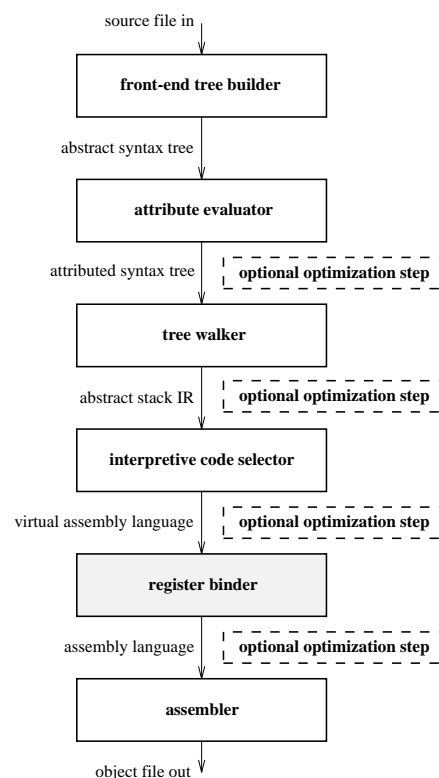 source file in
front-end tree builder
abstract syntax tree
attribute evaluator
attributed syntax tree
optional optimization step
tree walker
abstract stack IR
optional optimization step
interpretive code selector
virtual assembly language
optional optimization step
register binder
assembly language
optional optimization step
assembler
object file out